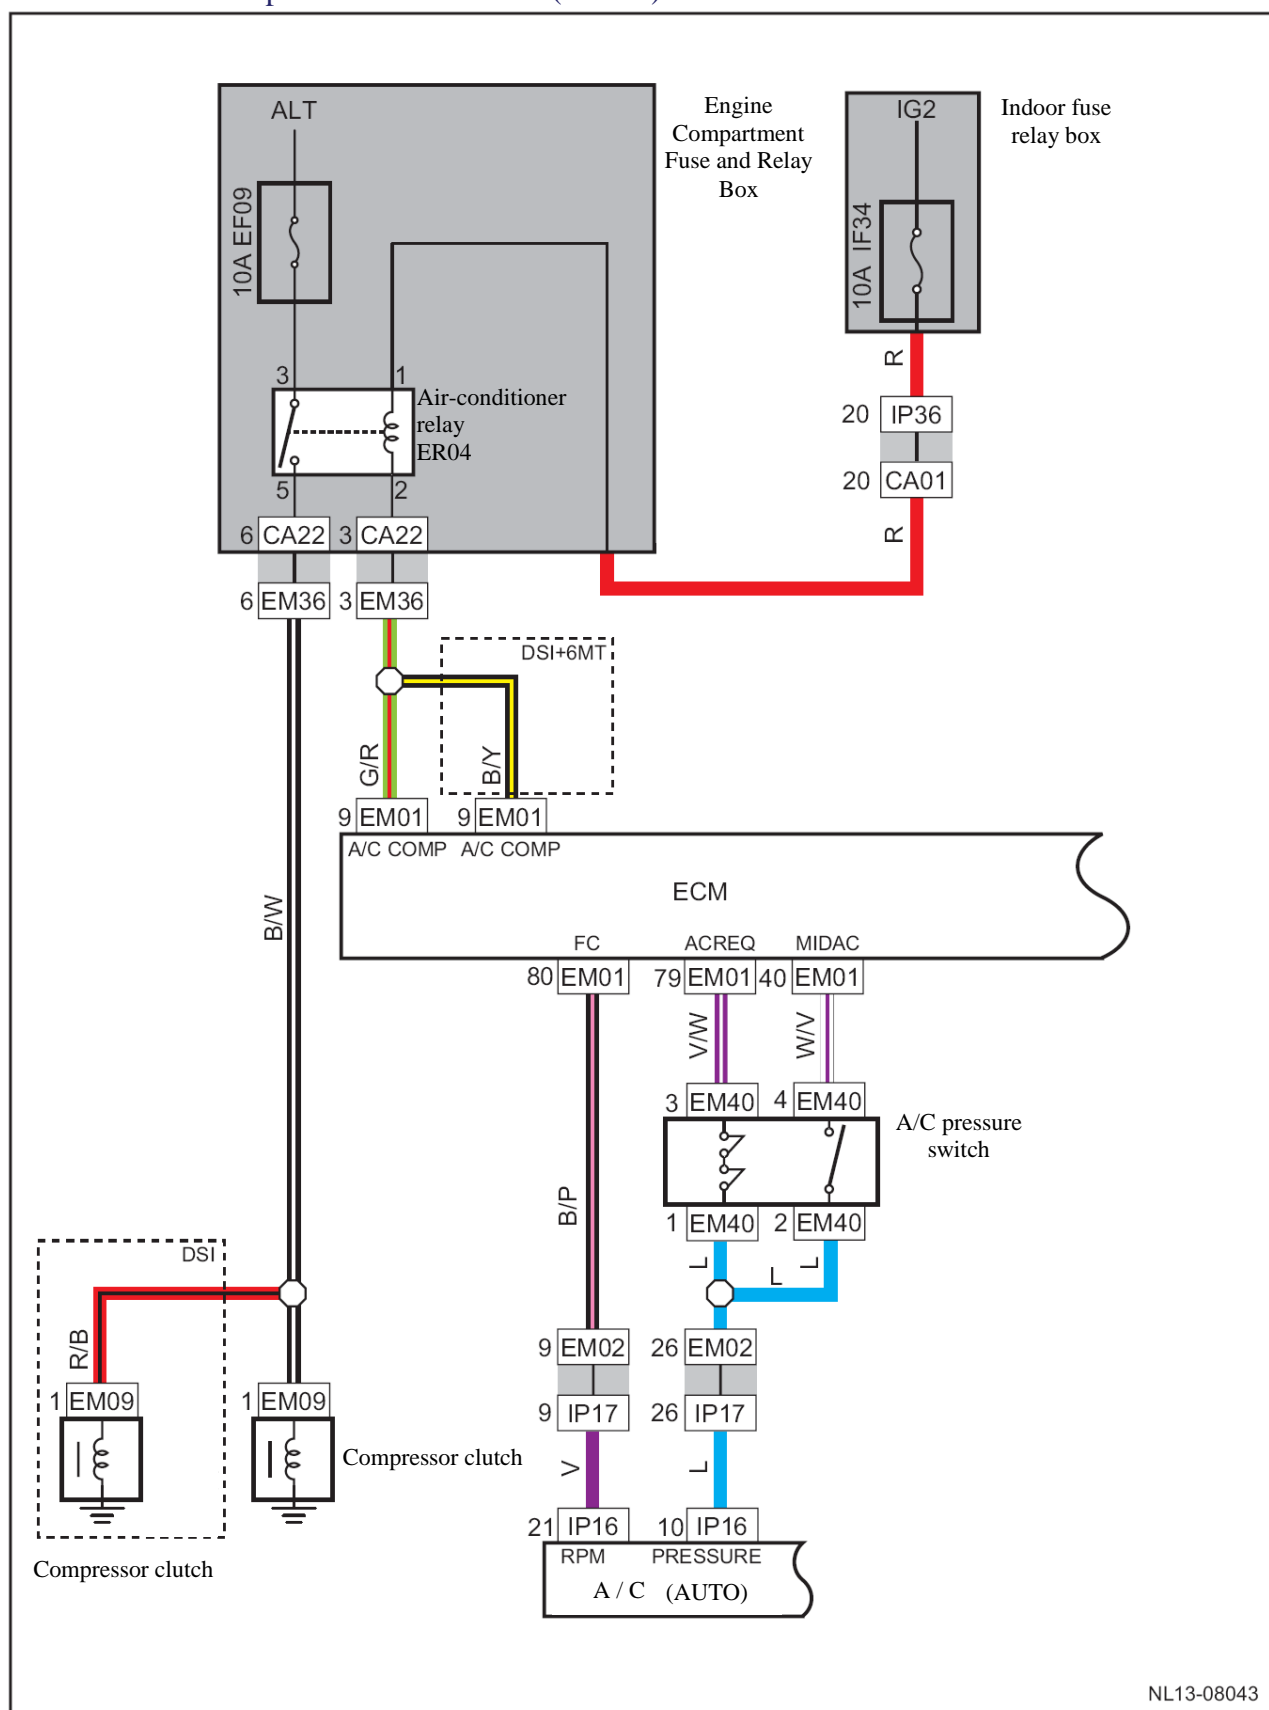 ALT
Engine
Compartment
Fuse and Relay
Box
IG2
Indoor fuse
relay box
10A EF09
10A IF34
3
1
Air-conditioner
relay
ER04
5
2
R
20 IP36
20 CA01
R
6 CA22
3 CA22
6 EM36
3 EM36
DSI+6MT
G/R
B/Y
9 EM01
9 EM01
A/C COMP
A/C COMP
ECM
B/W
FC
ACREQ
MIDAC
80 EM01
79 EM01
40 EM01
V/W
W/V
3 EM40
4 EM40
A/C pressure
switch
B/P
1 EM40
2 EM40
L
L
L
DSI
R/B
9 EM02
26 EM02
1 EM09
1 EM09
9 IP17
26 IP17
Compressor clutch
V
L
21 IP16
10 IP16
RPM
PRESSURE
Compressor clutch
A / C (AUTO)
NL13-08043